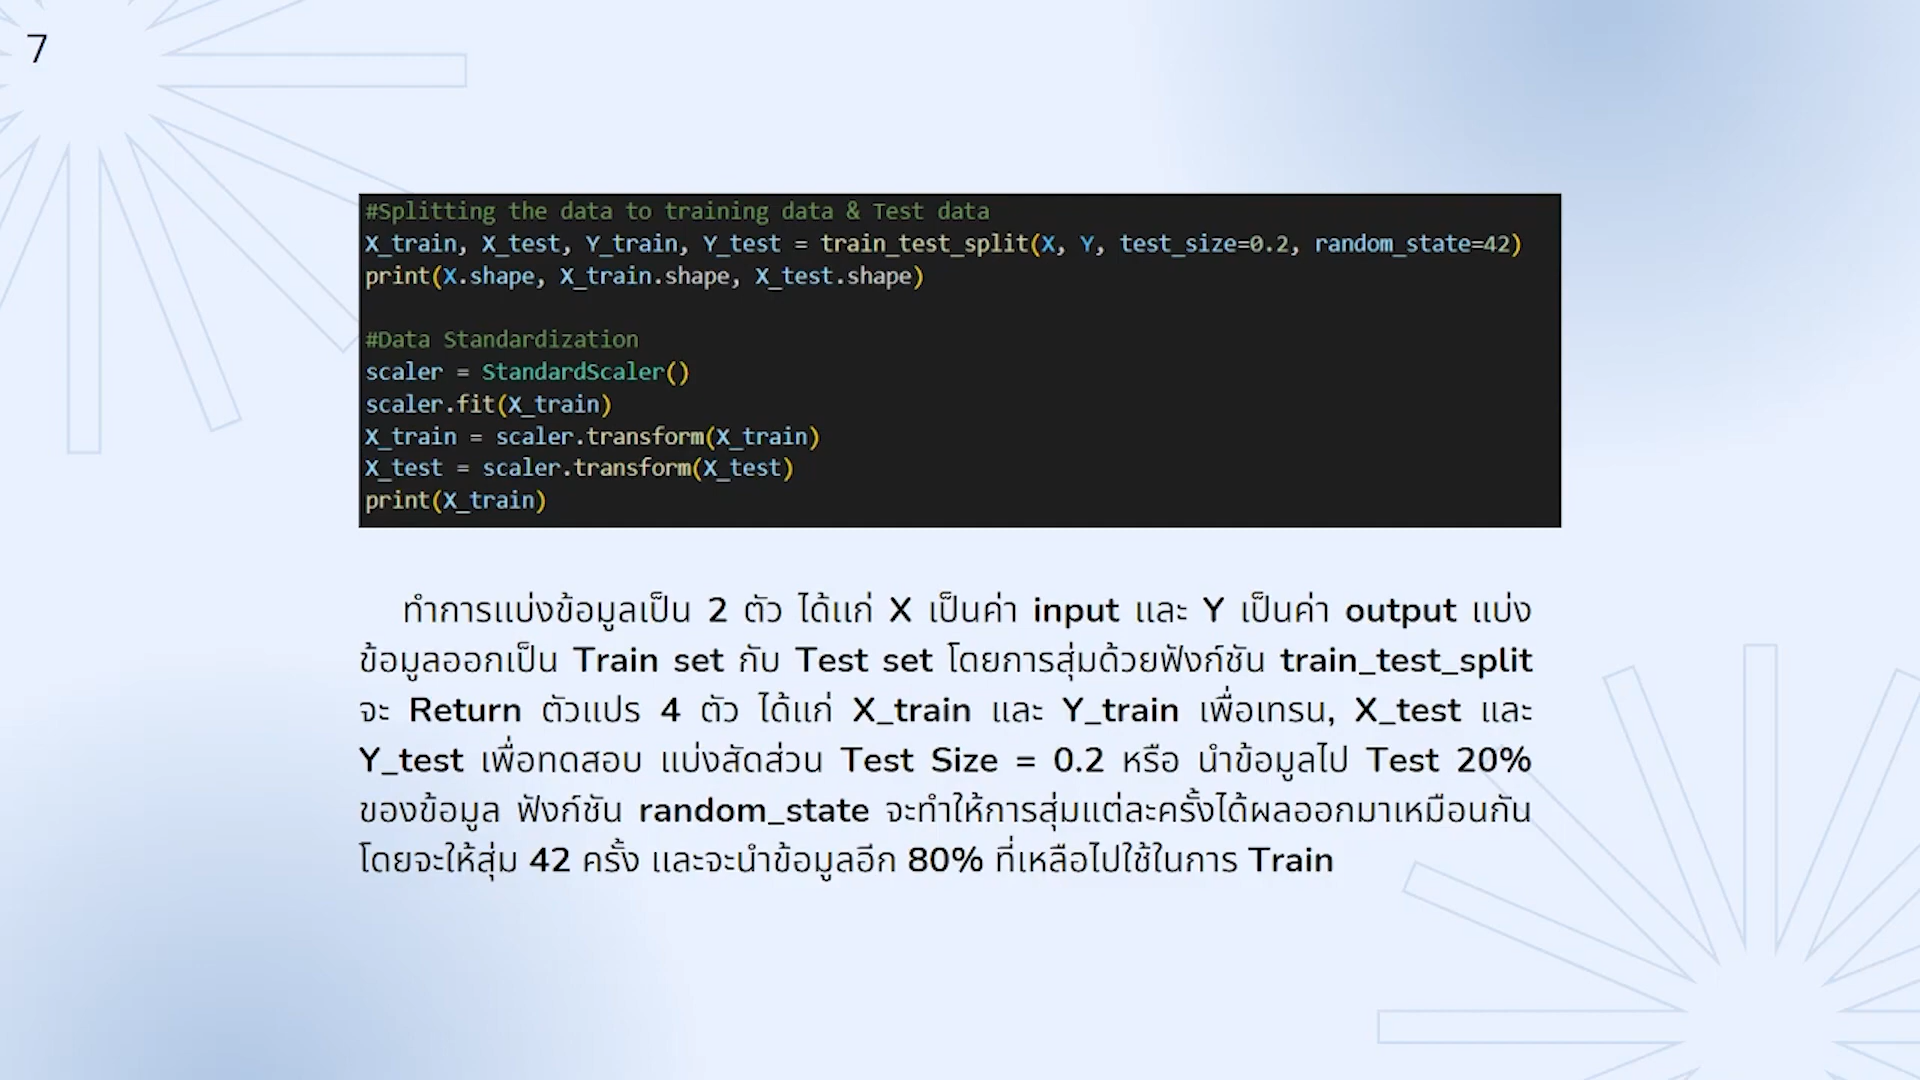 7
#Splitting the data to training data & Test data
X_train, X_test, Y_train, Y_test = train_test_split(X, Y, test_size=0.2, random_state=42)
print(X.shape, X_train.shape, X_test.shape)
#Data Standardization
scaler = StandardScaler()
scaler.fit(X_train)
X_train = scaler.transform(X_train)
X_test = scaler.transform(X_test)
print(X_train)
ทำการแบ่งข้อมูลเป็น 2 ตัว ได้แก่ X เป็นค่า input และ Y เป็นค่า output แบ่ง
ข้อมูลออกเป็น Train set กับ Test set โดยการสุ่มด้วยฟังก์ชัน train_test_split
จะ Return ตัวแปร 4 ตัว ได้แก่ X_train และ Y_train เพื่อเทรน, X_test และ
Y_test เพื่อทดสอบ แบ่งสัดส่วน Test Size = 0.2 หรือ นำข้อมูลไป Test 20%
ของข้อมูล ฟังก์ชัน random_state จะทำให้การสุ่มแต่ละครั้งได้ผลออกมาเหมือนกัน
โดยจะให้สุ่ม 42 ครั้ง และจะนำข้อมูลอีก 80% ที่เหลือไปใช้ในการ Train